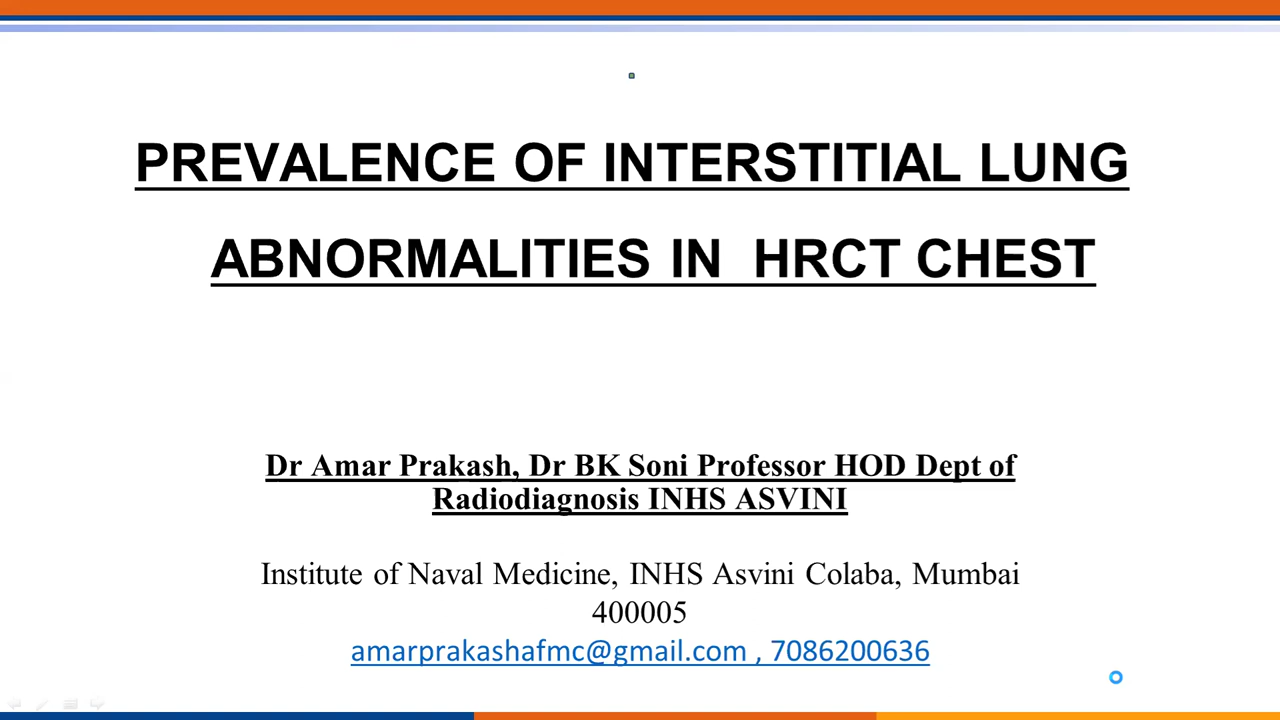 PREVALENCE OF INTERSTITIAL LUNG
ABNORMALITIES IN HRCT CHEST
Dr Amar Prakash, Dr BK Soni Professor HOD Dept of
Radiodiagnosis INHS ASVINI
Institute of Naval Medicine, INHS Asvini Colaba, Mumbai
400005
amarprakashafmc@gmail.com , 7086200636